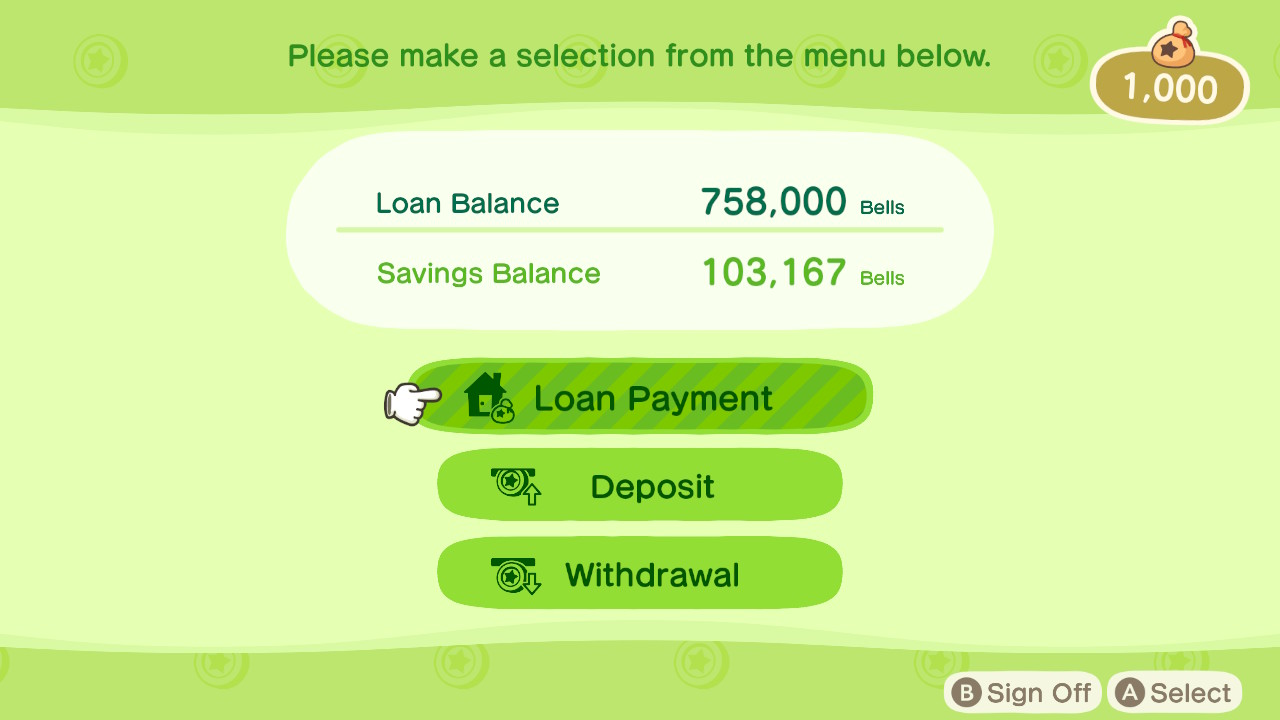 Please make a selection from the menu below.
1,000
Loan Balance 758,000 Bells
Savings Balance 103,167 Bells
Loan Payment
Deposit
Withdrawal
B Sign Off A Select